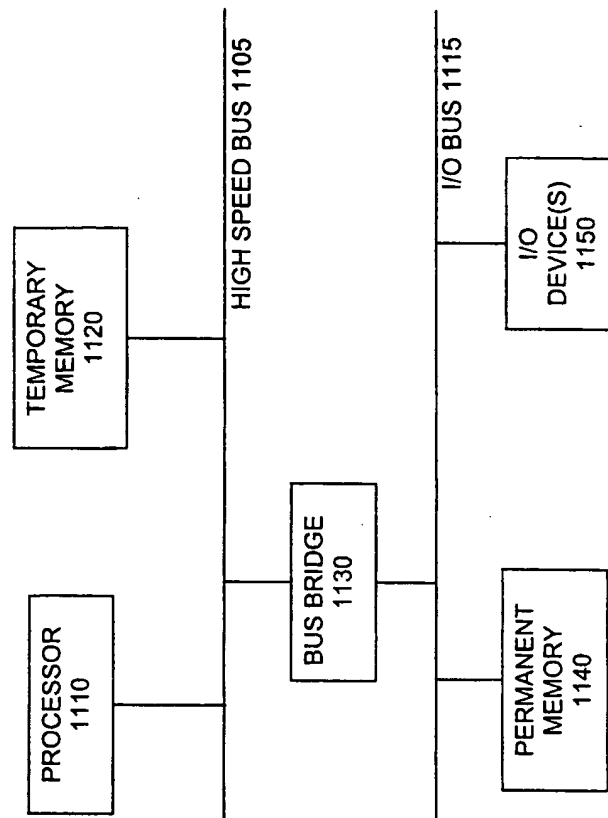 PROCESSOR
1110
TEMPORARY
MEMORY
1120
HIGH SPEED BUS 1105
BUS BRIDGE
1130
I/O BUS 1115
PERMANENT
MEMORY
1140
I/O
DEVICE(S)
1150